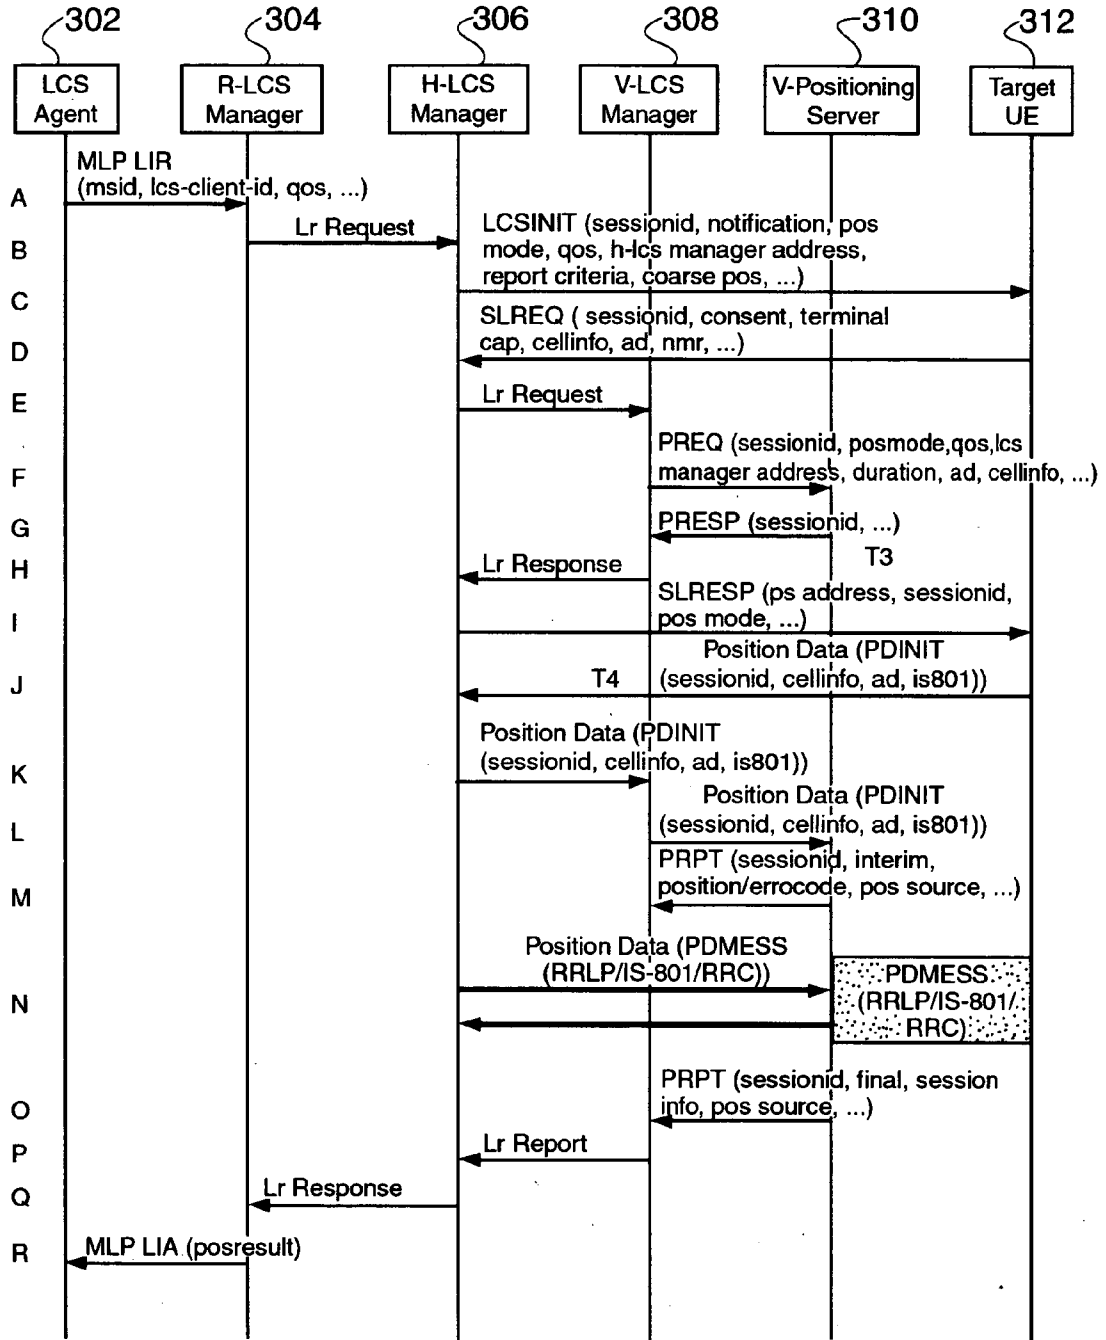 302
304
306
308
310
312
LCS
Agent
R-LCS
Manager
H-LCS
Manager
V-LCS
Manager
V-Positioning
Server
Target
UE
MLP LIR
(msid, lcs-client-id, qos, ...)
A
Lr Request
B
LCSINIT (sessionid, notification, pos
mode, qos, h-lcs manager address,
report criteria, coarse pos, ...)
C
SLREQ ( sessionid, consent, terminal
cap, cellinfo, ad, nmr, ...)
D
Lr Request
E
PREQ (sessionid, posmode,qos,lcs
manager address, duration, ad, cellinfo, ...)
F
PRESP (sessionid, ...)
G
T3
Lr Response
H
SLRESP (ps address, sessionid,
pos mode, ...)
I
Position Data (PDINIT
(sessionid, cellinfo, ad, is801))
T4
J
Position Data (PDINIT
(sessionid, cellinfo, ad, is801))
K
Position Data (PDINIT
(sessionid, cellinfo, ad, is801))
L
PRPT (sessionid, interim,
position/errocode, pos source, ...)
M
Position Data (PDMESS
(RRLP/IS-801/RRC))
PDMESS
(RRLP/IS-801/
RRC)
N
PRPT (sessionid, final, session
info, pos source, ...)
O
Lr Report
P
Lr Response
Q
MLP LIA (posresult)
R